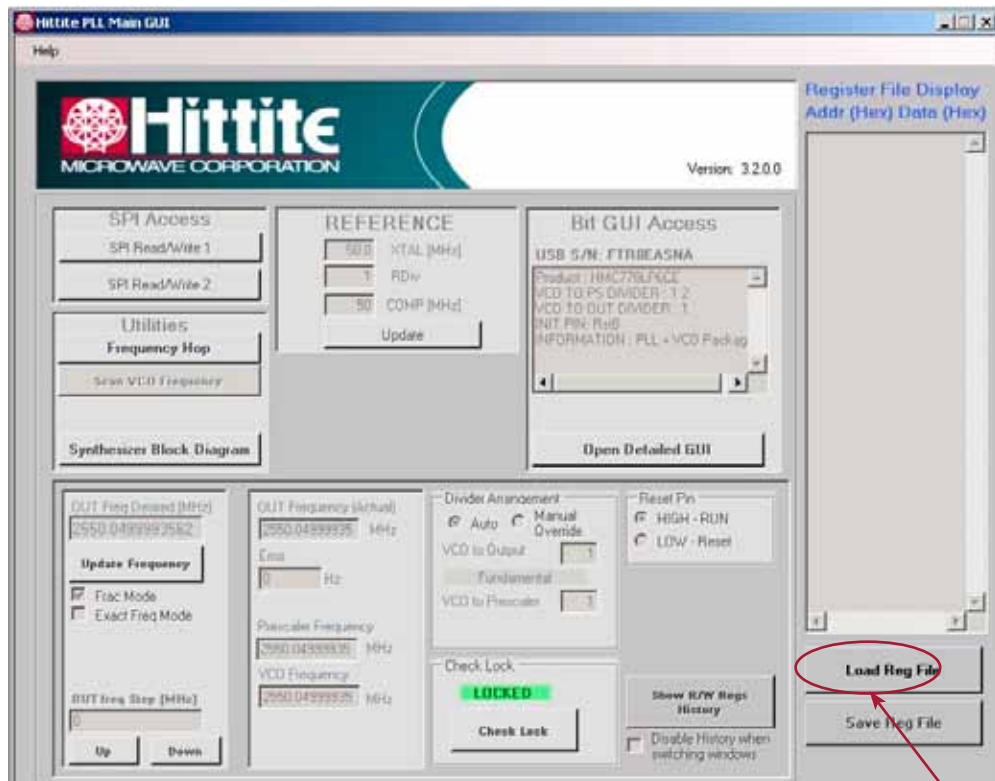 Hittite PLL Main GUI
Help
Hittite
MICROWAVE CORPORATION
Version: 3.2.0.0
Register File Display
Addr (Hex) Data (Hex)
SPI Access
SPI Read/Write 1
SPI Read/Write 2
Utilities
Frequency Hop
Scan VCO Frequency
Synthesizer Block Diagram
REFERENCE
50.0 XTAL [MHz]
1 RDiv
50 COMP [MHz]
Update
Bit GUI Access
USB S/N:
VCO TO PS DIVIDER : 1 2
VCO TO OUT DIVIDER : 1
INIT PIN:
INFORMATION : PLL + VCO Packag
Open Detailed GUI
OUT Freq Desired [MHz]
2550.0499993562
Update Frequency
Frac Mode
Exact Freq Mode
OUT freq Step [MHz]
0
Up Down
OUT Frequency (Actual)
2550.04999935 MHz
Error
0 Hz
Prescaler Frequency
2550.04999935 MHz
VCO Frequency
2550.04999935 MHz
Divider Arrangement
Auto Manual Override
VCO to Output 1
Fundamental
VCO to Prescaler 1
Check Lock
LOCKED
Check Lock
Reset Pin
HIGH - RUN
LOW - Reset
Show R/W Regs
History
Disable History when
switching windows
Load Reg File
Save Reg File